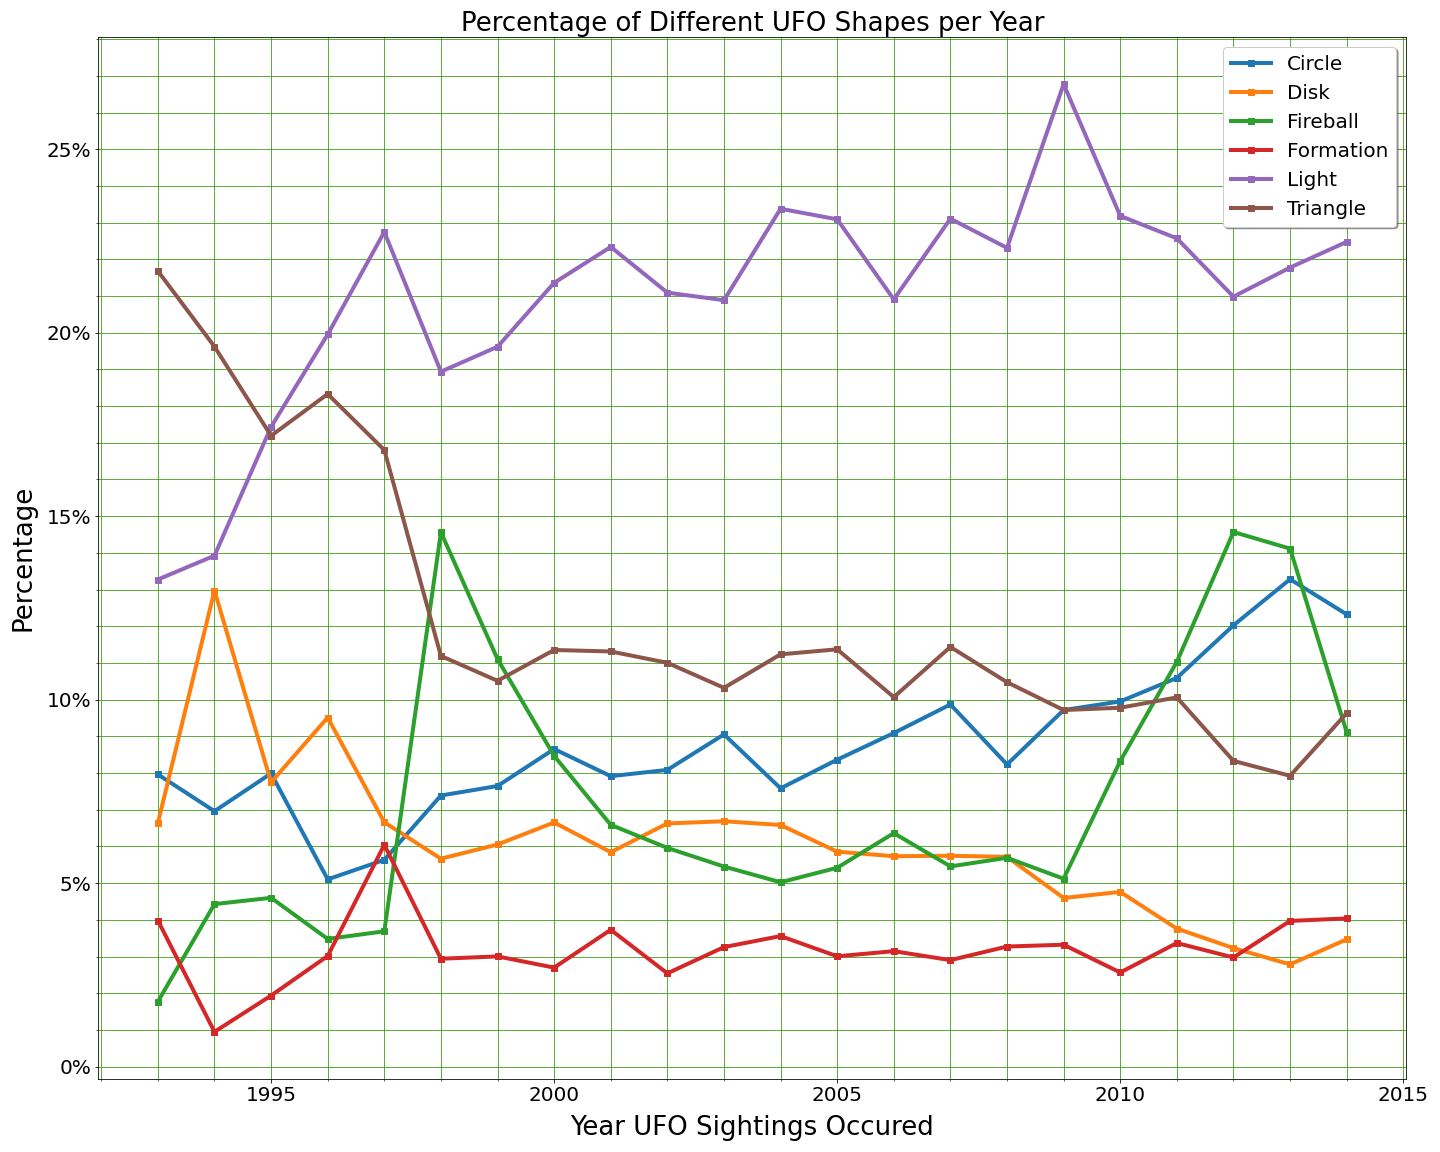 Percentage of Different UFO Shapes per Year
Circle
Disk
Fireball
Formation
Light
Triangle
25%
20%
15%
10%
5%
0%
Percentage
1995 2000 2005 2010 2015
Year UFO Sightings Occured